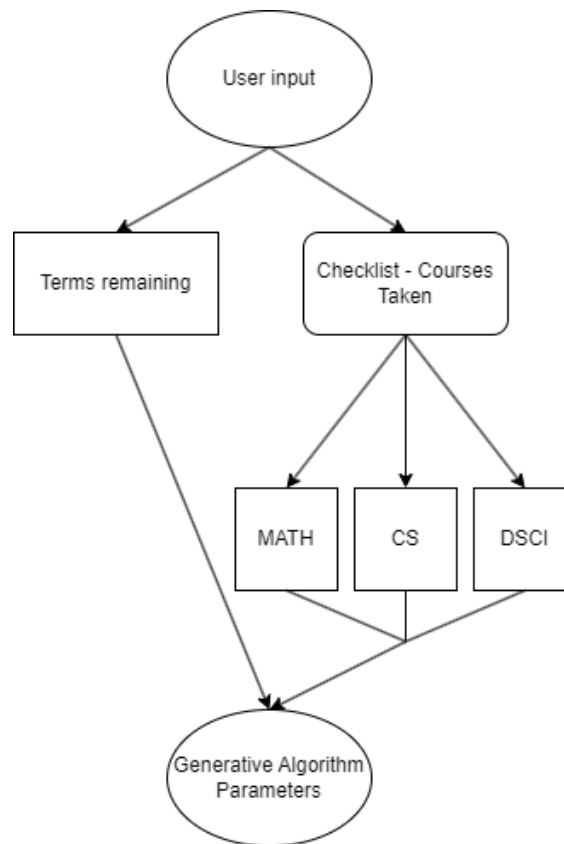 User input
Terms remaining
Checklist - Courses
Taken
MATH
CS
DSCI
Generative Algorithm
Parameters